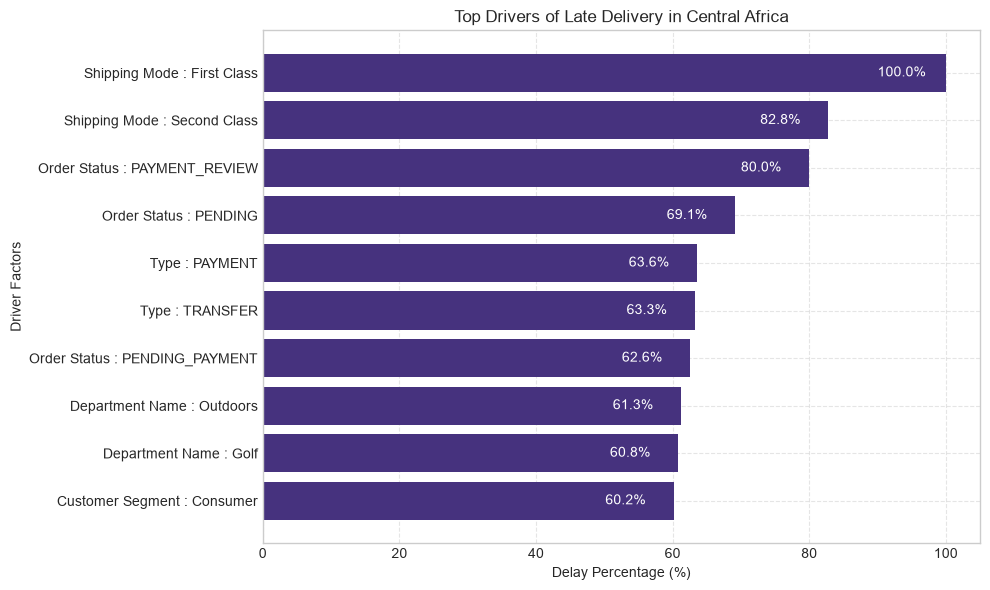 Top Drivers of Late Delivery in Central Africa
Driver Factors
Shipping Mode : First Class 100.0%
Shipping Mode : Second Class 82.8%
Order Status : PAYMENT_REVIEW 80.0%
Order Status : PENDING 69.1%
Type : PAYMENT 63.6%
Type : TRANSFER 63.3%
Order Status : PENDING_PAYMENT 62.6%
Department Name : Outdoors 61.3%
Department Name : Golf 60.8%
Customer Segment : Consumer 60.2%
0 20 40 60 80 100
Delay Percentage (%)